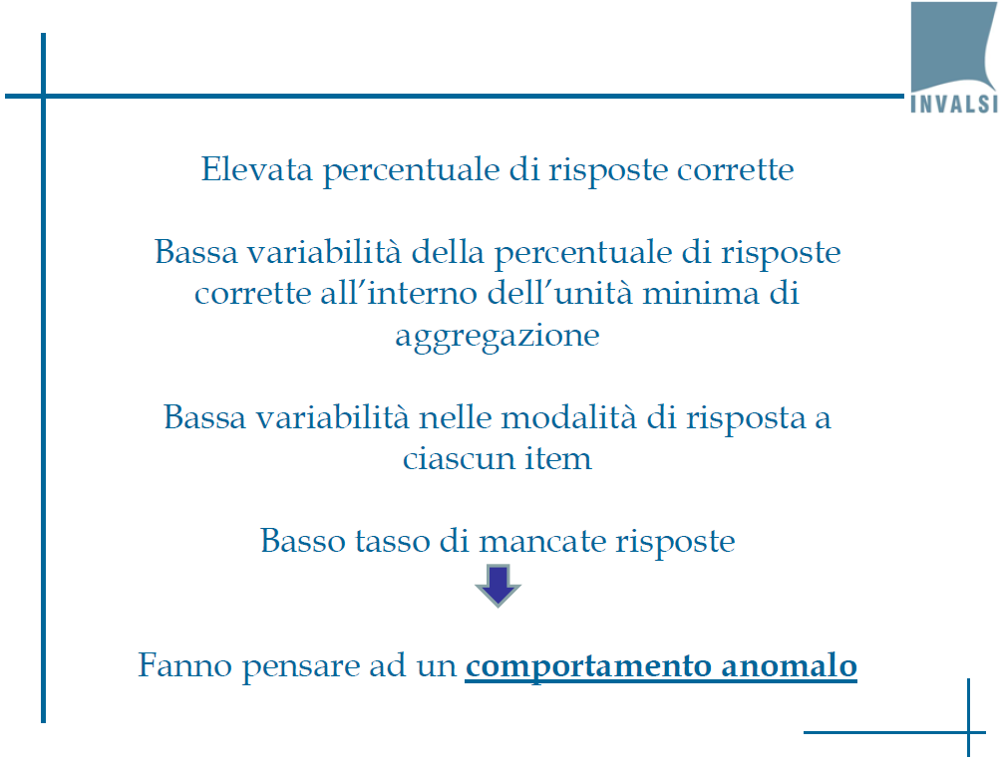 INVALSI
Elevata percentuale di risposte corrette
Bassa variabilità della percentuale di risposte
corrette all’interno dell’unità minima di
aggregazione
Bassa variabilità nelle modalità di risposta a
ciascun item
Basso tasso di mancate risposte
Fanno pensare ad un comportamento anomalo